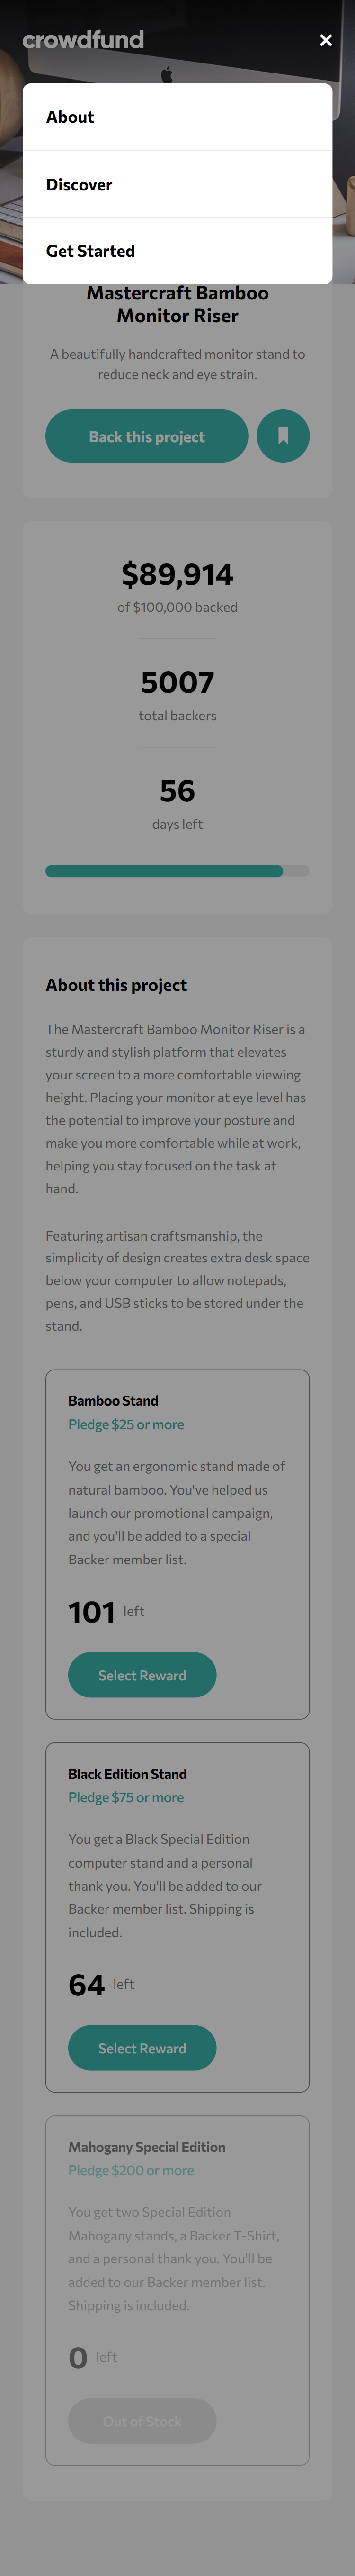 crowdfund
About
Discover
Get Started
Mastercraft Bamboo
Monitor Riser
A beautifully handcrafted monitor stand to
reduce neck and eye strain.
Back this project
$89,914
of $100,000 backed
5007
total backers
56
days left
About this project
The Mastercraft Bamboo Monitor Riser is a
sturdy and stylish platform that elevates
your screen to a more comfortable viewing
height. Placing your monitor at eye level has
the potential to improve your posture and
make you more comfortable while at work,
helping you stay focused on the task at
hand.
Featuring artisan craftsmanship, the
simplicity of design creates extra desk space
below your computer to allow notepads,
pens, and USB sticks to be stored under the
stand.
Bamboo Stand
Pledge $25 or more
You get an ergonomic stand made of
natural bamboo. You've helped us
launch our promotional campaign,
and you'll be added to a special
Backer member list.
101 left
Select Reward
Black Edition Stand
Pledge $75 or more
You get a Black Special Edition
computer stand and a personal
thank you. You'll be added to our
Backer member list. Shipping is
included.
64 left
Select Reward
Mahogany Special Edition
Pledge $200 or more
You get two Special Edition
Mahogany stands, a Backer T-Shirt,
and a personal thank you. You'll be
added to our Backer member list.
Shipping is included.
0 left
Out of Stock